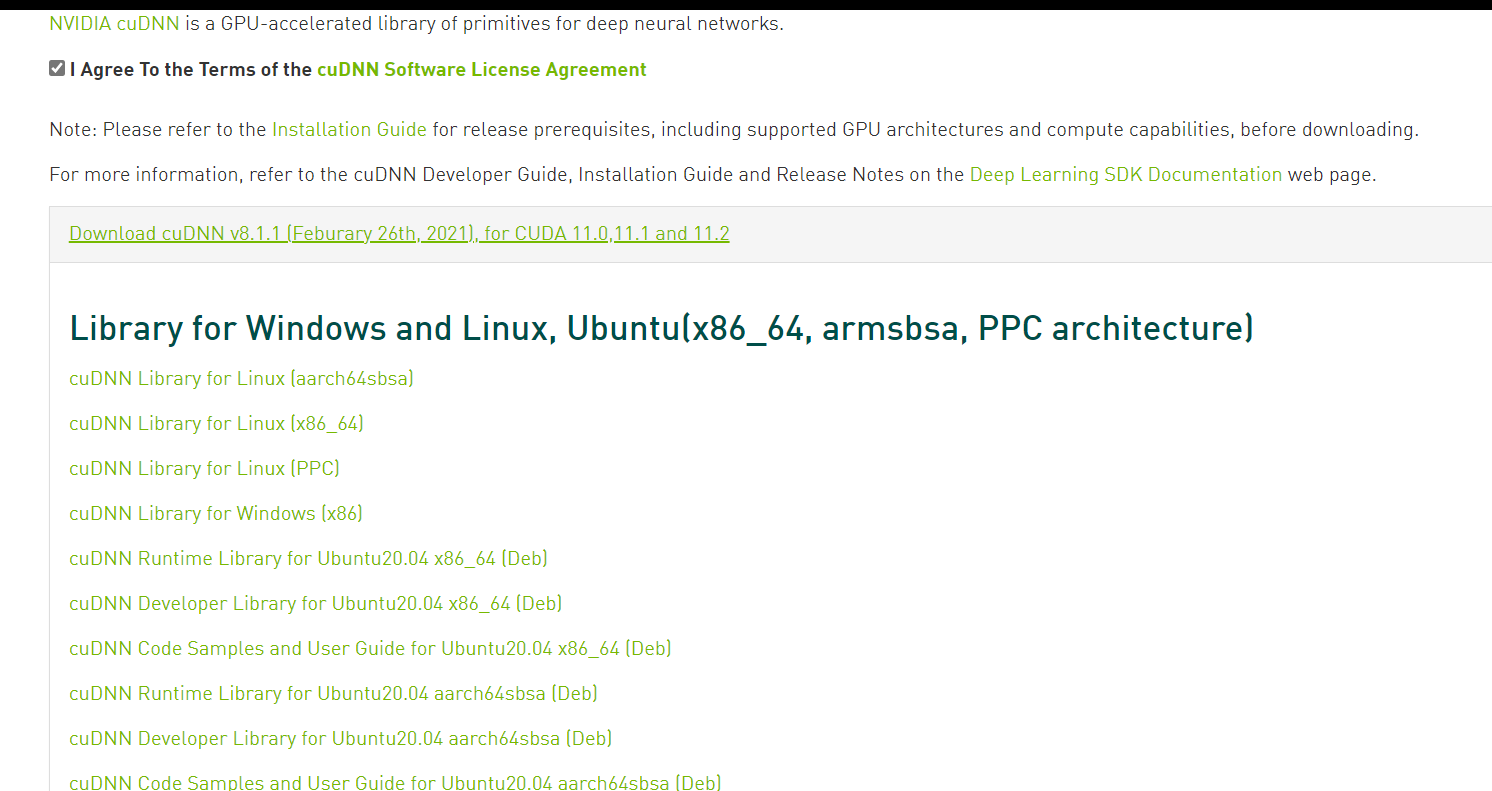 NVIDIA cuDNN is a GPU-accelerated library of primitives for deep neural networks.
I Agree To the Terms of the cuDNN Software License Agreement
Note: Please refer to the Installation Guide for release prerequisites, including supported GPU architectures and compute capabilities, before downloading.
For more information, refer to the cuDNN Developer Guide, Installation Guide and Release Notes on the Deep Learning SDK Documentation web page.
Download cuDNN v8.1.1 (Feburary 26th, 2021), for CUDA 11.0,11.1 and 11.2
Library for Windows and Linux, Ubuntu(x86_64, armsbsa, PPC architecture)
cuDNN Library for Linux (aarch64sbsa)
cuDNN Library for Linux (x86_64)
cuDNN Library for Linux (PPC)
cuDNN Library for Windows (x86)
cuDNN Runtime Library for Ubuntu20.04 x86_64 (Deb)
cuDNN Developer Library for Ubuntu20.04 x86_64 (Deb)
cuDNN Code Samples and User Guide for Ubuntu20.04 x86_64 (Deb)
cuDNN Runtime Library for Ubuntu20.04 aarch64sbsa (Deb)
cuDNN Developer Library for Ubuntu20.04 aarch64sbsa (Deb)
cuDNN Code Samples and User Guide for Ubuntu20.04 aarch64sbsa (Deb)